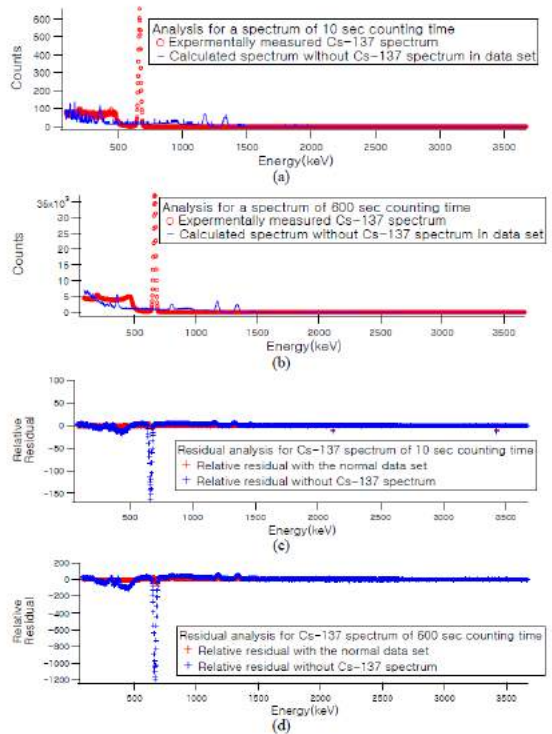 Analysis for a spectrum of 10 sec counting time
Expermentally measured Cs-137 spectrum
Calculated spectrum without Cs-137 spectrum in data set
Counts
600
500
400
300
200
100
0
500 1000 1500 2000 2500 3000 3500
Energy(keV)
(a)
Analysis for a spectrum of 600 sec counting time
Expermentally measured Cs-137 spectrum
Calculated spectrum without Cs-137 spectrum in data set
Counts
35x10³
30
25
20
15
10
5
0
500 1000 1500 2000 2500 3000 3500
Energy(keV)
(b)
Relative
Residual
100
50
0
-50
-100
-150
Residual analysis for Cs-137 spectrum of 10 sec counting time
+ Relative residual with the normal data set
+ Relative residual without Cs-137 spectrum
500 1000 1500 2000 2500 3000 3500
Energy(keV)
(c)
Relative
Residual
200
0
-200
-400
-600
-800
-1000
-1200
Residual analysis for Cs-137 spectrum of 600 sec counting time
+ Relative residual with the normal data set
+ Relative residual without Cs-137 spectrum
500 1000 1500 2000 2500 3000 3500
Energy(keV)
(d)